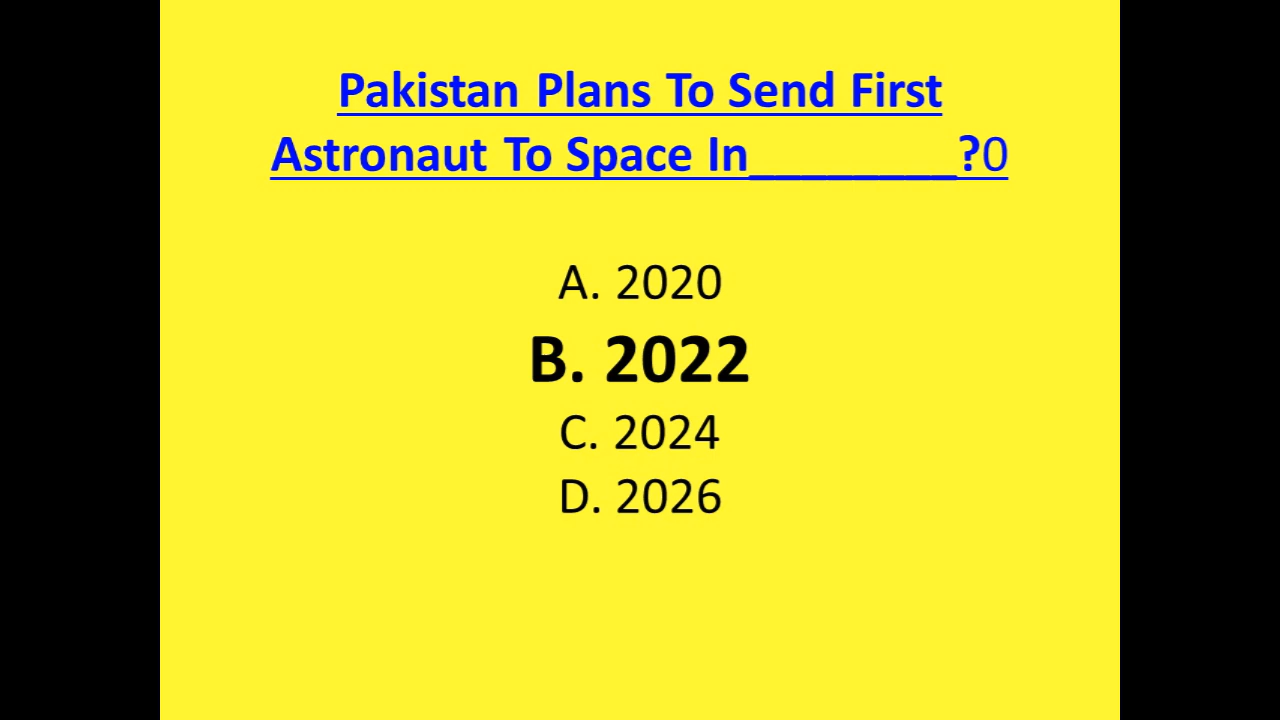 Pakistan Plans To Send First
Astronaut To Space In________?0
A. 2020
B. 2022
C. 2024
D. 2026